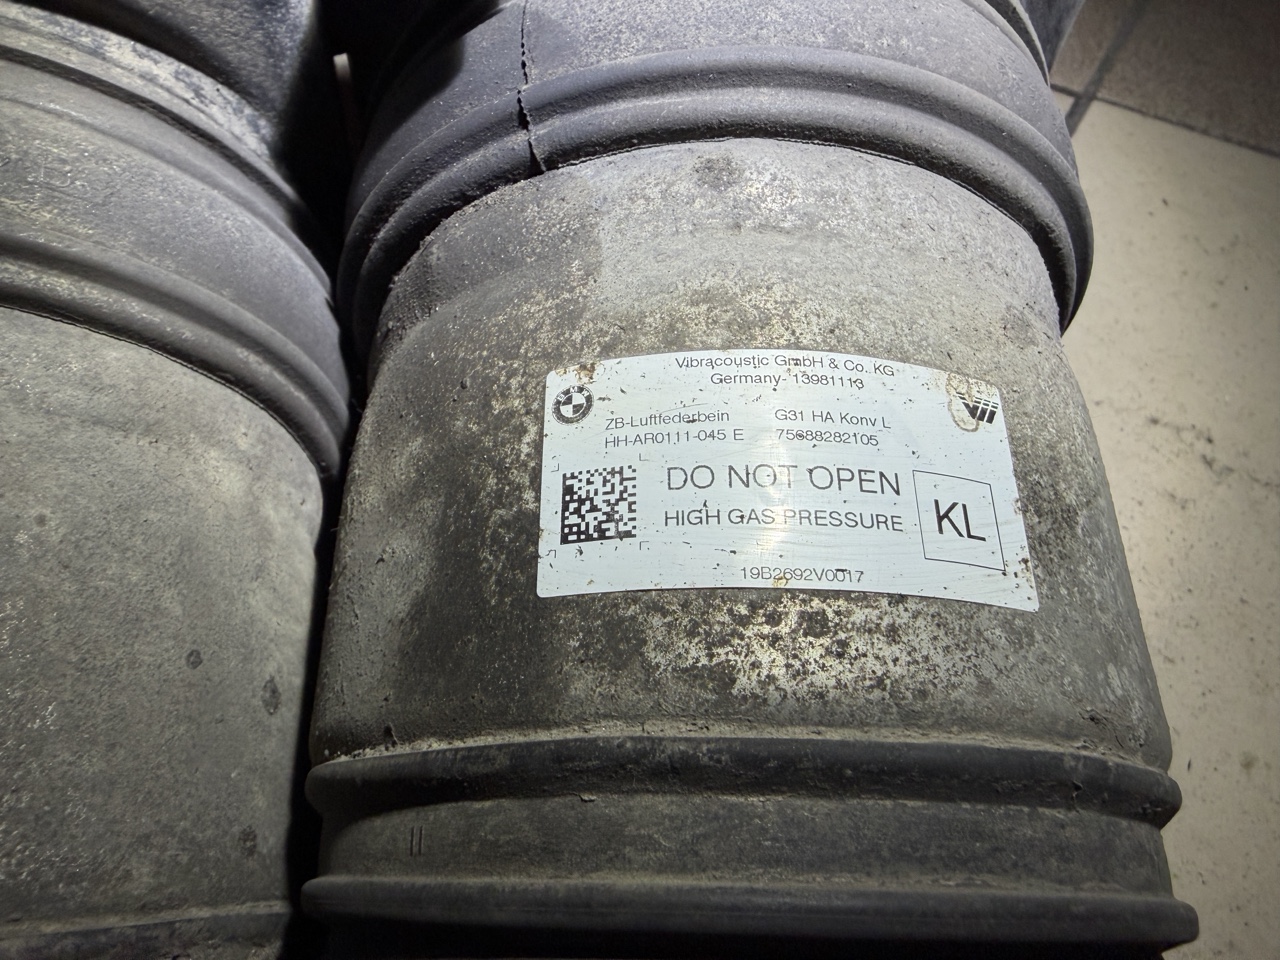 Vibracoustic GmbH & Co. KG
Germany- 13981113
BMW
ZB-Luftfederbein G31 HA Konv L
HH-AR0111-045 E 75688282105
DO NOT OPEN
HIGH GAS PRESSURE
KL
19B2692V0017